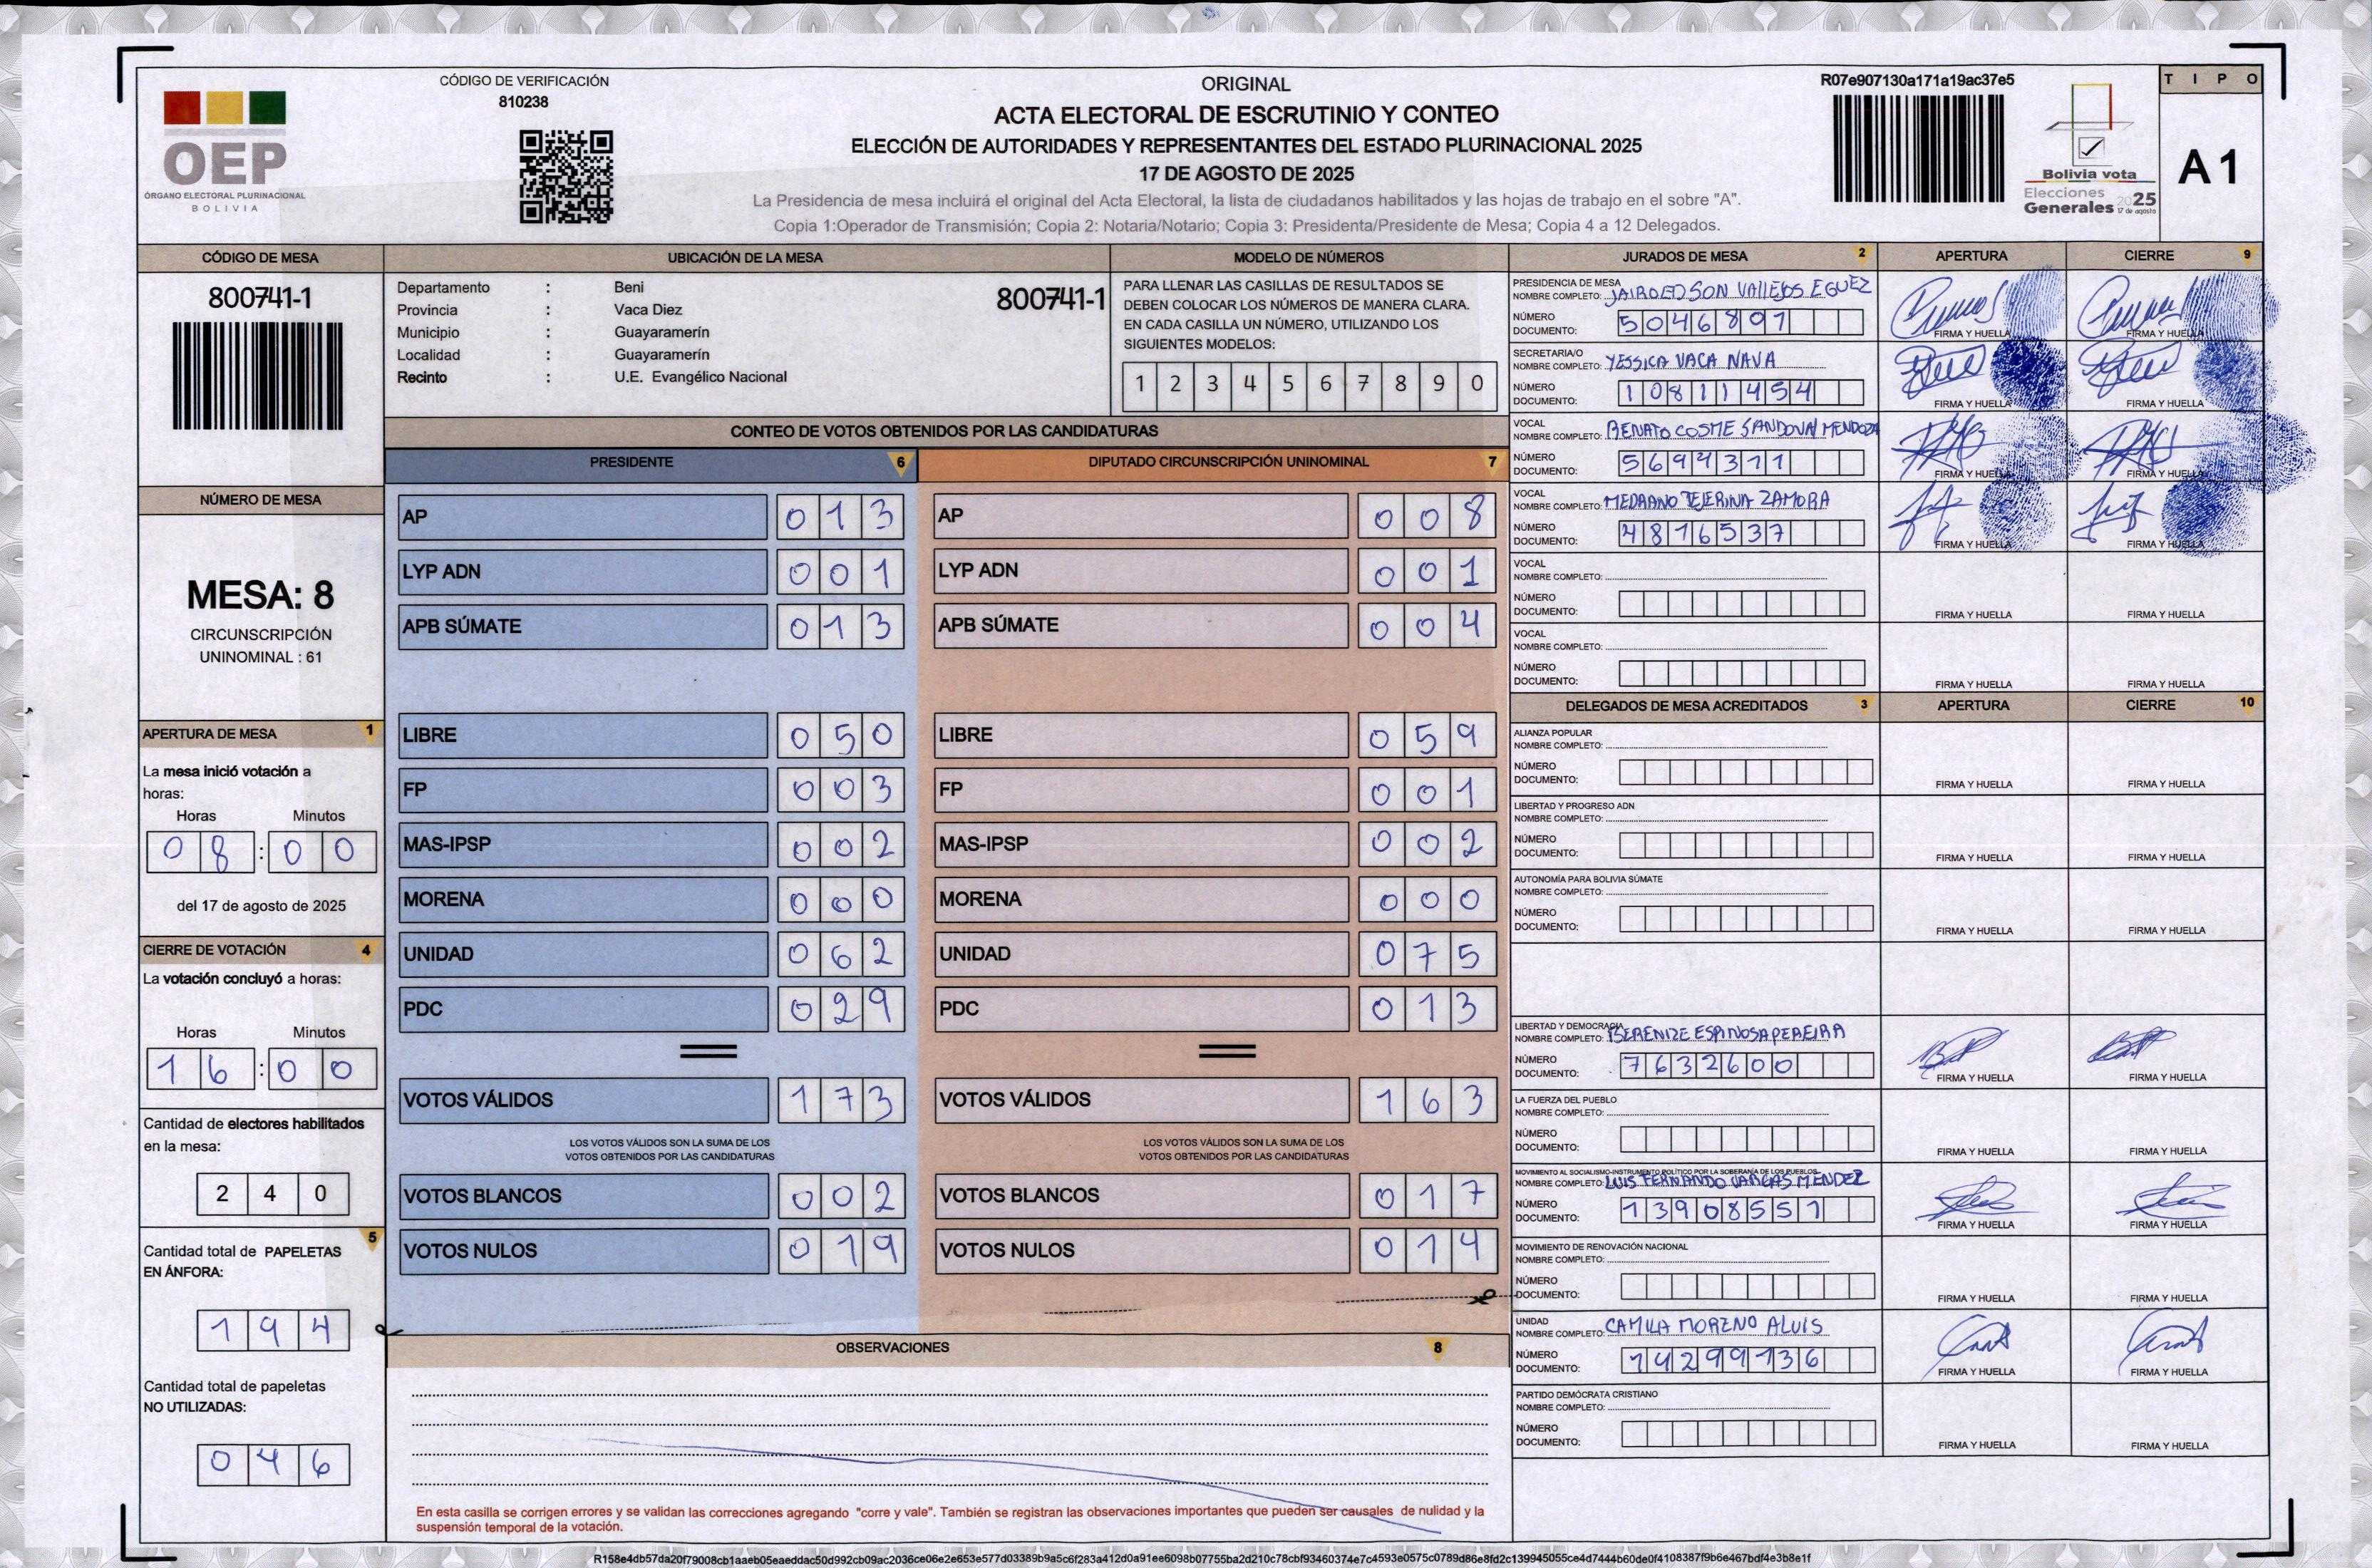 CÓDIGO DE VERIFICACIÓN
810238
OEP
ÓRGANO ELECTORAL PLURINACIONAL
BOLIVIA
ORIGINAL
ACTA ELECTORAL DE ESCRUTINIO Y CONTEO
ELECCIÓN DE AUTORIDADES Y REPRESENTANTES DEL ESTADO PLURINACIONAL 2025
17 DE AGOSTO DE 2025
La Presidencia de mesa incluirá el original del Acta Electoral, la lista de ciudadanos habilitados y las hojas de trabajo en el sobre "A".
Copia 1:Operador de Transmisión; Copia 2: Notaria/Notario; Copia 3: Presidenta/Presidente de Mesa; Copia 4 a 12 Delegados.
R07e907130a171a19ac37e5
Bolivia vota
Elecciones
Generales 2025
17 de agosto
TIPO
A1
CÓDIGO DE MESA
800741-1
NÚMERO DE MESA
MESA: 8
CIRCUNSCRIPCIÓN
UNINOMINAL : 61
APERTURA DE MESA 1
La mesa inició votación a
horas:
Horas Minutos
08:00
del 17 de agosto de 2025
CIERRE DE VOTACIÓN 4
La votación concluyó a horas:
Horas Minutos
16:00
Cantidad de electores habilitados
en la mesa:
240
5
Cantidad total de PAPELETAS
EN ÁNFORA:
194
Cantidad total de papeletas
NO UTILIZADAS:
046
UBICACIÓN DE LA MESA
Departamento : Beni
800741-1
Provincia : Vaca Diez
Municipio : Guayaramerín
Localidad : Guayaramerín
Recinto : U.E. Evangélico Nacional
MODELO DE NÚMEROS
PARA LLENAR LAS CASILLAS DE RESULTADOS SE
DEBEN COLOCAR LOS NÚMEROS DE MANERA CLARA.
EN CADA CASILLA UN NÚMERO, UTILIZANDO LOS
SIGUIENTES MODELOS:
1 2 3 4 5 6 7 8 9 0
CONTEO DE VOTOS OBTENIDOS POR LAS CANDIDATURAS
PRESIDENTE 6
AP 013
LYP ADN 001
APB SÚMATE 013
LIBRE 050
FP 003
MAS-IPSP 002
MORENA 000
UNIDAD 062
PDC 029
VOTOS VÁLIDOS 173
LOS VOTOS VÁLIDOS SON LA SUMA DE LOS
VOTOS OBTENIDOS POR LAS CANDIDATURAS
VOTOS BLANCOS 002
VOTOS NULOS 019
DIPUTADO CIRCUNSCRIPCIÓN UNINOMINAL 7
AP 008
LYP ADN 001
APB SÚMATE 004
LIBRE 059
FP 001
MAS-IPSP 002
MORENA 000
UNIDAD 075
PDC 013
VOTOS VÁLIDOS 163
LOS VOTOS VÁLIDOS SON LA SUMA DE LOS
VOTOS OBTENIDOS POR LAS CANDIDATURAS
VOTOS BLANCOS 017
VOTOS NULOS 014
OBSERVACIONES 8
En esta casilla se corrigen errores y se validan las correcciones agregando "corre y vale". También se registran las observaciones importantes que pueden ser causales de nulidad y la
suspensión temporal de la votación.
JURADOS DE MESA 2 APERTURA CIERRE 9
PRESIDENCIA DE MESA
NOMBRE COMPLETO: JAIRO EDSON VALLEJOS EGUEZ
NÚMERO
DOCUMENTO: 5046897
FIRMA Y HUELLA FIRMA Y HUELLA
SECRETARIA/O
NOMBRE COMPLETO: YESSICA VACA NAVA
NÚMERO
DOCUMENTO: 10811454
FIRMA Y HUELLA FIRMA Y HUELLA
VOCAL
NOMBRE COMPLETO: RENATO COSME SANDOVAL MENDOZA
NÚMERO
DOCUMENTO: 5694311
FIRMA Y HUELLA FIRMA Y HUELLA
VOCAL
NOMBRE COMPLETO: MEDRANO TEJERINA ZAMORA
NÚMERO
DOCUMENTO: 4816537
FIRMA Y HUELLA FIRMA Y HUELLA
VOCAL
NOMBRE COMPLETO:
NÚMERO
DOCUMENTO:
FIRMA Y HUELLA FIRMA Y HUELLA
VOCAL
NOMBRE COMPLETO:
NÚMERO
DOCUMENTO:
FIRMA Y HUELLA FIRMA Y HUELLA
DELEGADOS DE MESA ACREDITADOS 3 APERTURA CIERRE 10
ALIANZA POPULAR
NOMBRE COMPLETO:
NÚMERO
DOCUMENTO:
FIRMA Y HUELLA FIRMA Y HUELLA
LIBERTAD Y PROGRESO ADN
NOMBRE COMPLETO:
NÚMERO
DOCUMENTO:
FIRMA Y HUELLA FIRMA Y HUELLA
AUTONOMÍA PARA BOLIVIA SÚMATE
NOMBRE COMPLETO:
NÚMERO
DOCUMENTO:
FIRMA Y HUELLA FIRMA Y HUELLA
LIBERTAD Y DEMOCRACIA
NOMBRE COMPLETO: BERENIZE ESPINOSA PEREIRA
NÚMERO
DOCUMENTO: 7632600
FIRMA Y HUELLA FIRMA Y HUELLA
LA FUERZA DEL PUEBLO
NOMBRE COMPLETO:
NÚMERO
DOCUMENTO:
FIRMA Y HUELLA FIRMA Y HUELLA
MOVIMIENTO AL SOCIALISMO-INSTRUMENTO POLÍTICO POR LA SOBERANÍA DE LOS PUEBLOS
NOMBRE COMPLETO: LUIS FERNANDO VARGAS MENDEZ
NÚMERO
DOCUMENTO: 13908551
FIRMA Y HUELLA FIRMA Y HUELLA
MOVIMIENTO DE RENOVACIÓN NACIONAL
NOMBRE COMPLETO:
NÚMERO
DOCUMENTO:
FIRMA Y HUELLA FIRMA Y HUELLA
UNIDAD
NOMBRE COMPLETO: CAMILA MORENO ALVIS
NÚMERO
DOCUMENTO: 14299136
FIRMA Y HUELLA FIRMA Y HUELLA
PARTIDO DEMÓCRATA CRISTIANO
NOMBRE COMPLETO:
NÚMERO
DOCUMENTO:
FIRMA Y HUELLA FIRMA Y HUELLA